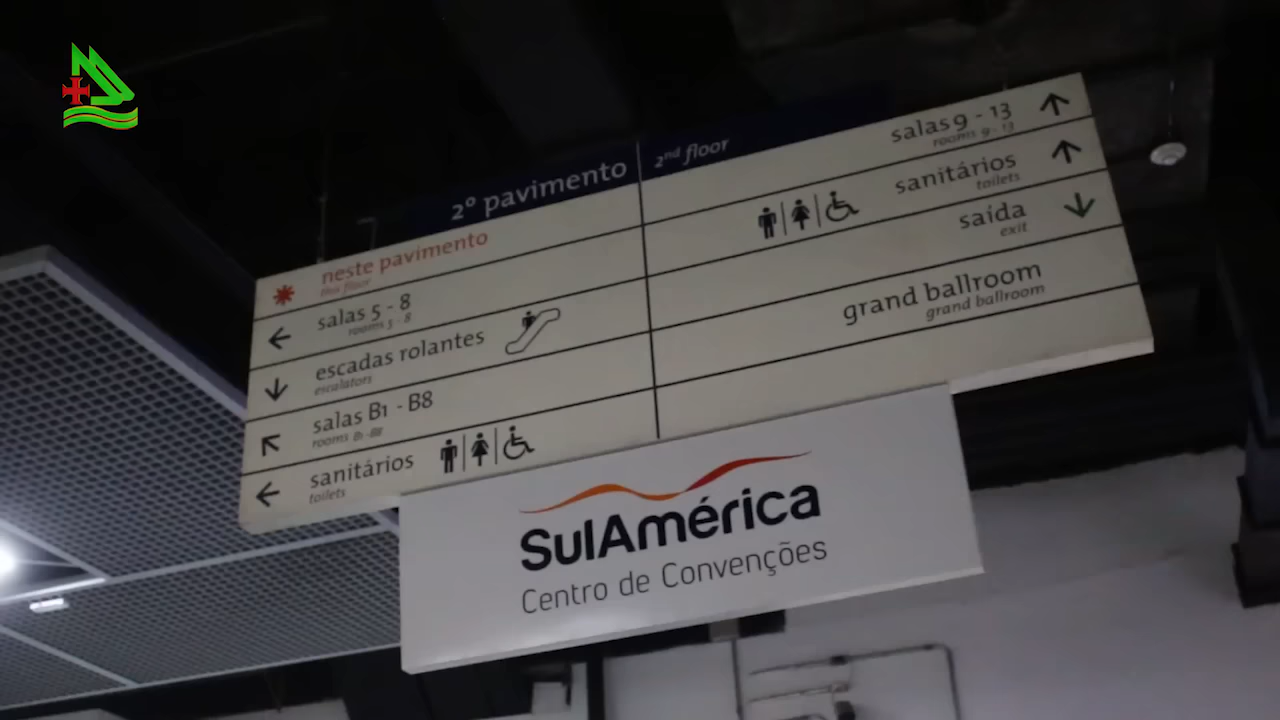 2º pavimento
2nd floor
neste pavimento
this floor
salas 5 - 8
rooms 5 - 8
escadas rolantes
escalators
salas B1 - B8
rooms B1 - B8
sanitários
toilets
salas 9 - 13
rooms 9 - 13
sanitários
toilets
saída
exit
grand ballroom
grand ballroom
SulAmérica
Centro de Convenções